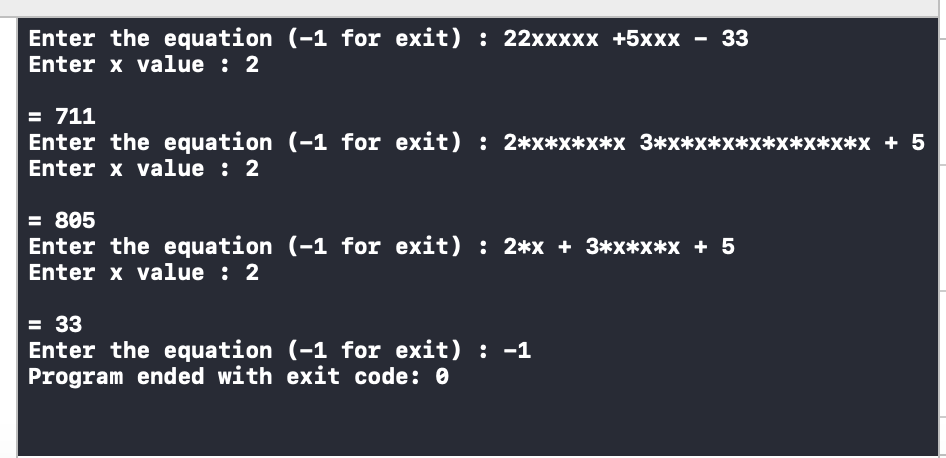 Enter the equation (-1 for exit) : 22xxxxx +5xxx - 33
Enter x value : 2
= 711
Enter the equation (-1 for exit) : 2*x*x*x*x 3*x*x*x*x*x*x*x*x + 5
Enter x value : 2
= 805
Enter the equation (-1 for exit) : 2*x + 3*x*x*x + 5
Enter x value : 2
= 33
Enter the equation (-1 for exit) : -1
Program ended with exit code: 0